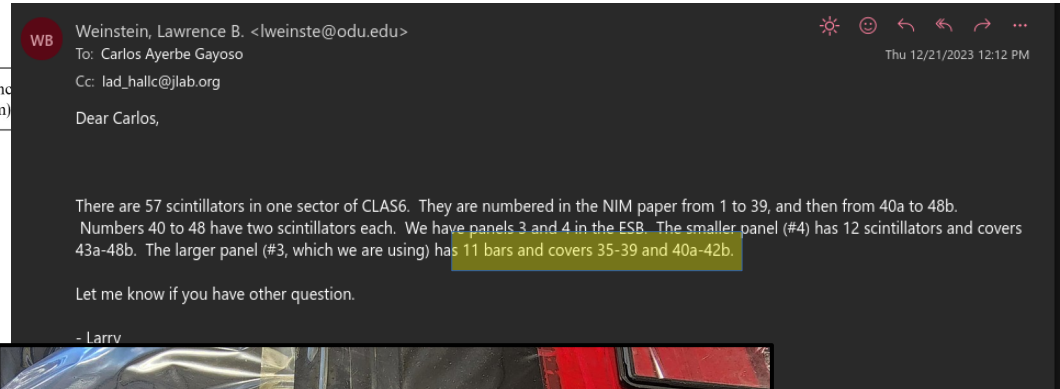 WB
Weinstein, Lawrence B. <lweinste@odu.edu>
To: Carlos Ayerbe Gayoso
Thu 12/21/2023 12:12 PM
Cc: lad_hallc@jlab.org
m)
Dear Carlos,
There are 57 scintillators in one sector of CLAS6. They are numbered in the NIM paper from 1 to 39, and then from 40a to 48b.
Numbers 40 to 48 have two scintillators each. We have panels 3 and 4 in the ESB. The smaller panel (#4) has 12 scintillators and covers
43a-48b. The larger panel (#3, which we are using) has 11 bars and covers 35-39 and 40a-42b.
Let me know if you have other question.
- Larry